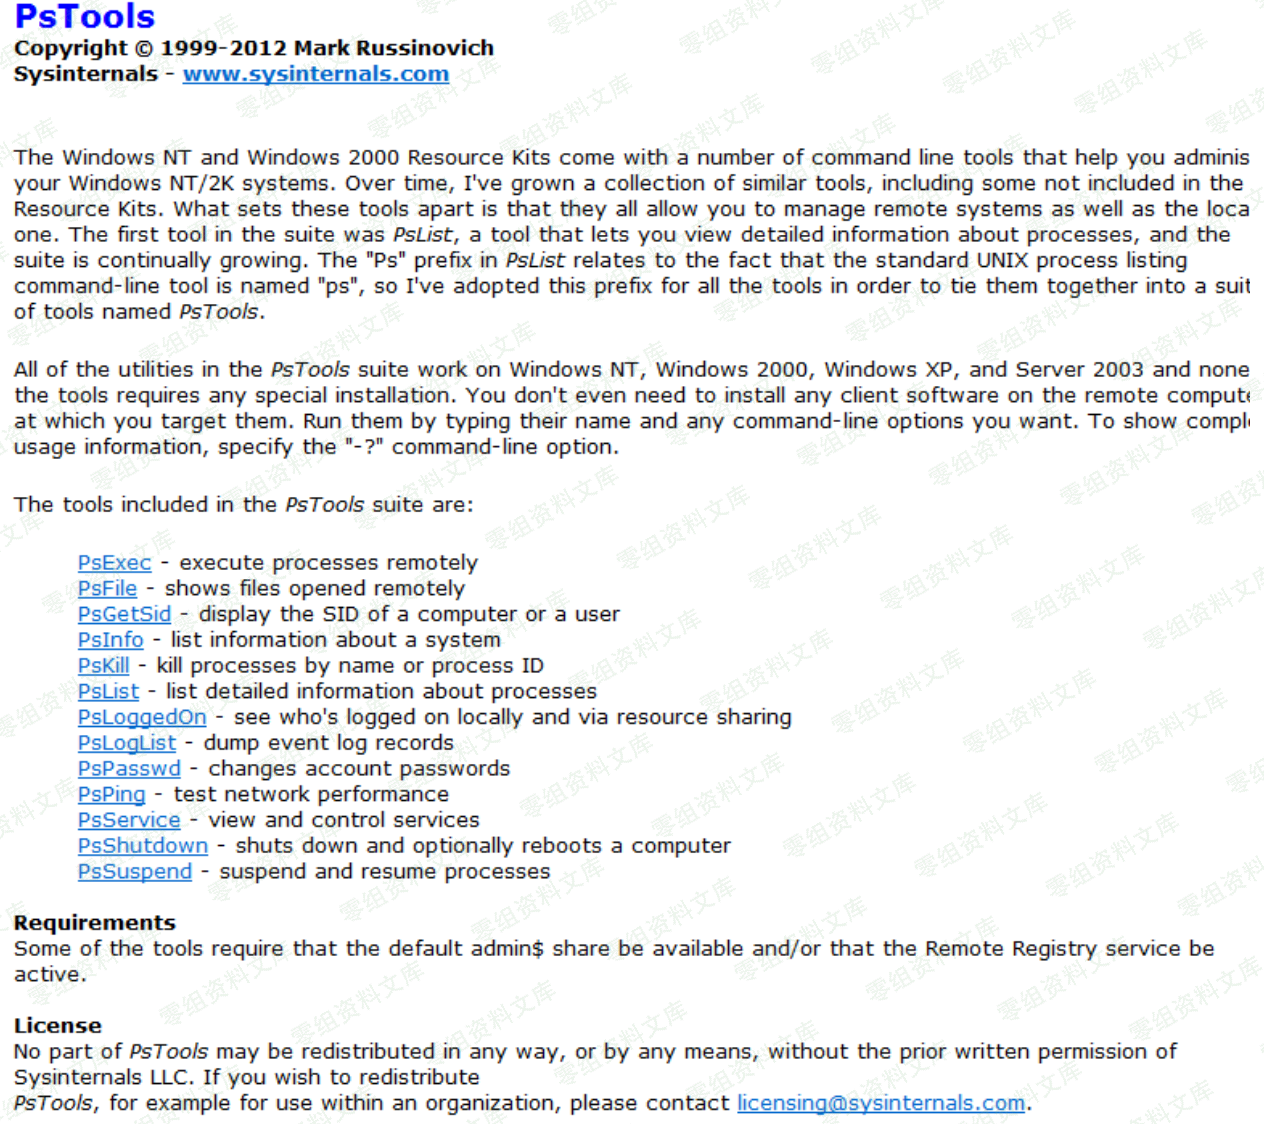 PsTools
Copyright © 1999-2012 Mark Russinovich
Sysinternals - www.sysinternals.com
The Windows NT and Windows 2000 Resource Kits come with a number of command line tools that help you adminis
your Windows NT/2K systems. Over time, I've grown a collection of similar tools, including some not included in the
Resource Kits. What sets these tools apart is that they all allow you to manage remote systems as well as the loca
one. The first tool in the suite was PsList, a tool that lets you view detailed information about processes, and the
suite is continually growing. The "Ps" prefix in PsList relates to the fact that the standard UNIX process listing
command-line tool is named "ps", so I've adopted this prefix for all the tools in order to tie them together into a suit
of tools named PsTools.
All of the utilities in the PsTools suite work on Windows NT, Windows 2000, Windows XP, and Server 2003 and none
the tools requires any special installation. You don't even need to install any client software on the remote compute
at which you target them. Run them by typing their name and any command-line options you want. To show comple
usage information, specify the "-?" command-line option.
The tools included in the PsTools suite are:
PsExec - execute processes remotely
PsFile - shows files opened remotely
PsGetSid - display the SID of a computer or a user
PsInfo - list information about a system
PsKill - kill processes by name or process ID
PsList - list detailed information about processes
PsLoggedOn - see who's logged on locally and via resource sharing
PsLogList - dump event log records
PsPasswd - changes account passwords
PsPing - test network performance
PsService - view and control services
PsShutdown - shuts down and optionally reboots a computer
PsSuspend - suspend and resume processes
Requirements
Some of the tools require that the default admin$ share be available and/or that the Remote Registry service be
active.
License
No part of PsTools may be redistributed in any way, or by any means, without the prior written permission of
Sysinternals LLC. If you wish to redistribute
PsTools, for example for use within an organization, please contact licensing@sysinternals.com.
零组资料文库